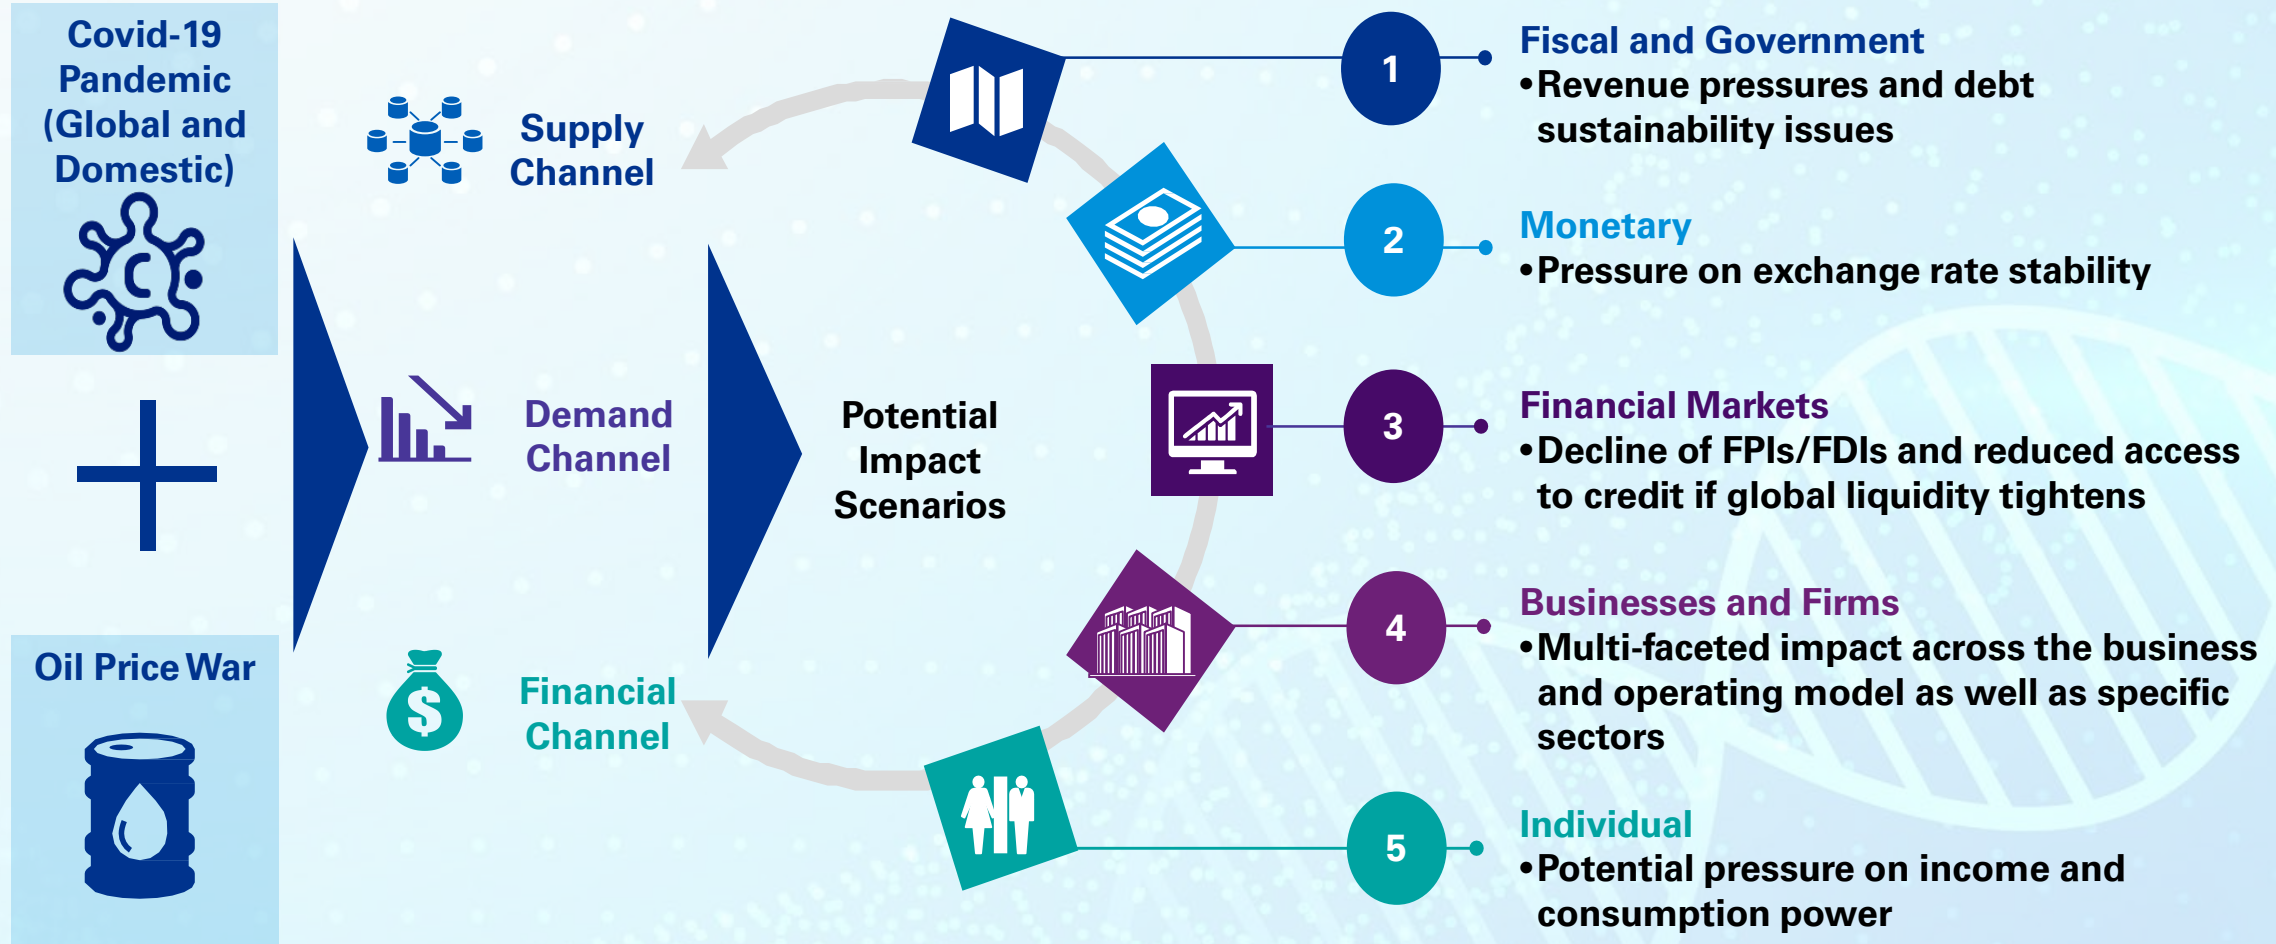 Covid-19
Pandemic
(Global and
Domestic)
Oil Price War
Supply
Channel
Demand
Channel
$
Financial
Channel
Potential
Impact
Scenarios
1
Fiscal and Government
•Revenue pressures and debt
sustainability issues
2
Monetary
•Pressure on exchange rate stability
3
Financial Markets
•Decline of FPIs/FDIs and reduced access
to credit if global liquidity tightens
4
Businesses and Firms
•Multi-faceted impact across the business
and operating model as well as specific
sectors
5
Individual
•Potential pressure on income and
consumption power